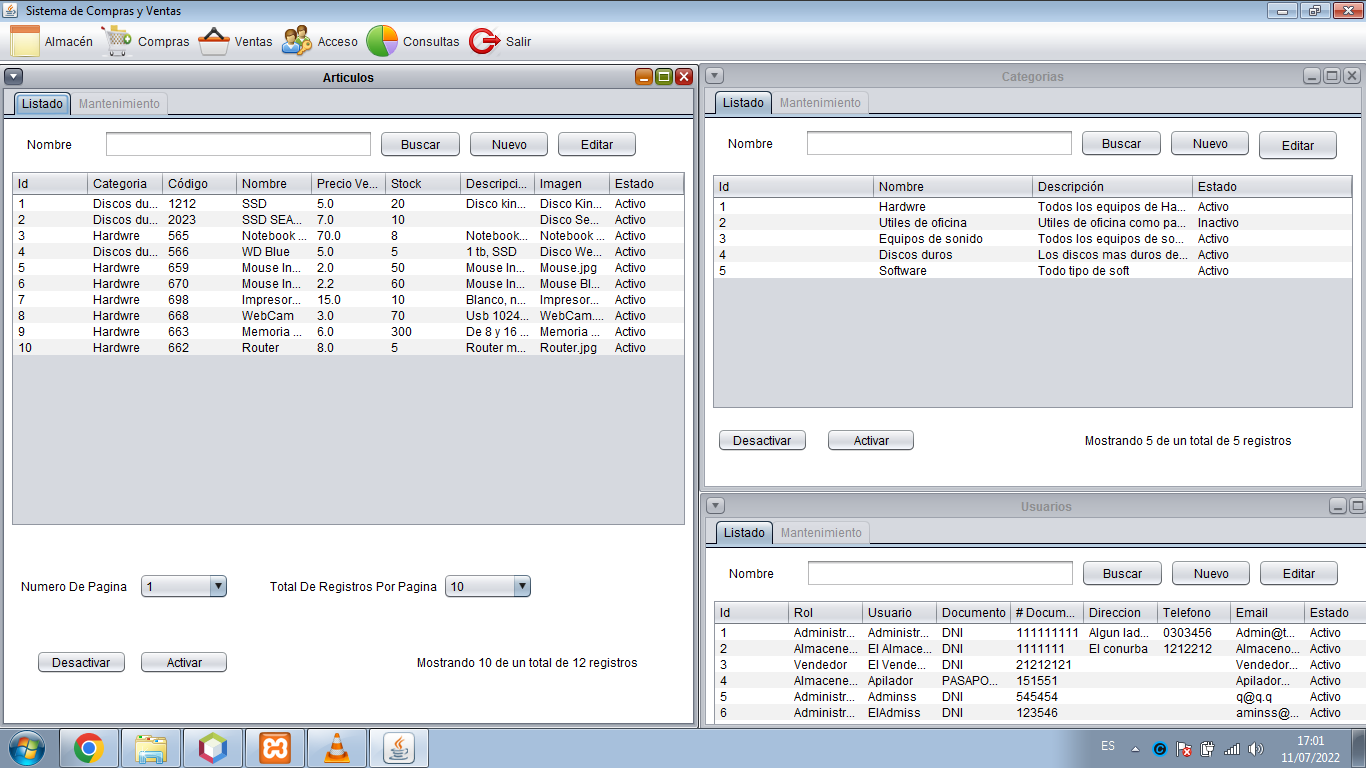 Sistema de Compras y Ventas
Almacén Compras Ventas Acceso Consultas Salir
Articulos
Listado Mantenimiento
Nombre Buscar Nuevo Editar
Id Categoria Código Nombre Precio Ve... Stock Descripci... Imagen Estado
1 Discos du... 1212 SSD 5.0 20 Disco kin... Disco Kin... Activo
2 Discos du... 2023 SSD SEA... 7.0 10 Disco Se... Activo
3 Hardwre 565 Notebook ... 70.0 8 Notebook... Notebook ... Activo
4 Discos du... 566 WD Blue 5.0 5 1 tb, SSD Disco We... Activo
5 Hardwre 659 Mouse In... 2.0 50 Mouse In... Mouse.jpg Activo
6 Hardwre 670 Mouse In... 2.2 60 Mouse In... Mouse Bl... Activo
7 Hardwre 698 Impresor... 15.0 10 Blanco, n... Impresor... Activo
8 Hardwre 668 WebCam 3.0 70 Usb 1024... WebCam.... Activo
9 Hardwre 663 Memoria ... 6.0 300 De 8 y 16 ... Memoria ... Activo
10 Hardwre 662 Router 8.0 5 Router m... Router.jpg Activo
Numero De Pagina 1 Total De Registros Por Pagina 10
Desactivar Activar Mostrando 10 de un total de 12 registros
Categorias
Listado Mantenimiento
Nombre Buscar Nuevo Editar
Id Nombre Descripción Estado
1 Hardwre Todos los equipos de Ha... Activo
2 Utiles de oficina Utiles de oficina como pa... Inactivo
3 Equipos de sonido Todos los equipos de so... Activo
4 Discos duros Los discos mas duros de... Activo
5 Software Todo tipo de soft Activo
Desactivar Activar Mostrando 5 de un total de 5 registros
Usuarios
Listado Mantenimiento
Nombre Buscar Nuevo Editar
Id Rol Usuario Documento # Docum... Direccion Telefono Email Estado
1 Administr... Administr... DNI 111111111 Algun lad... 0303456 Admin@t... Activo
2 Almacene... El Almace... DNI 1111111 El conurba 1212212 Almaceno... Activo
3 Vendedor El Vende... DNI 21212121 Vendedor... Activo
4 Almacene... Apilador PASAPO... 151551 Apilador... Activo
5 Administr... Adminss DNI 545454 q@q.q Activo
6 Administr... ElAdmiss DNI 123546 aminss@... Activo
ES 17:01
11/07/2022